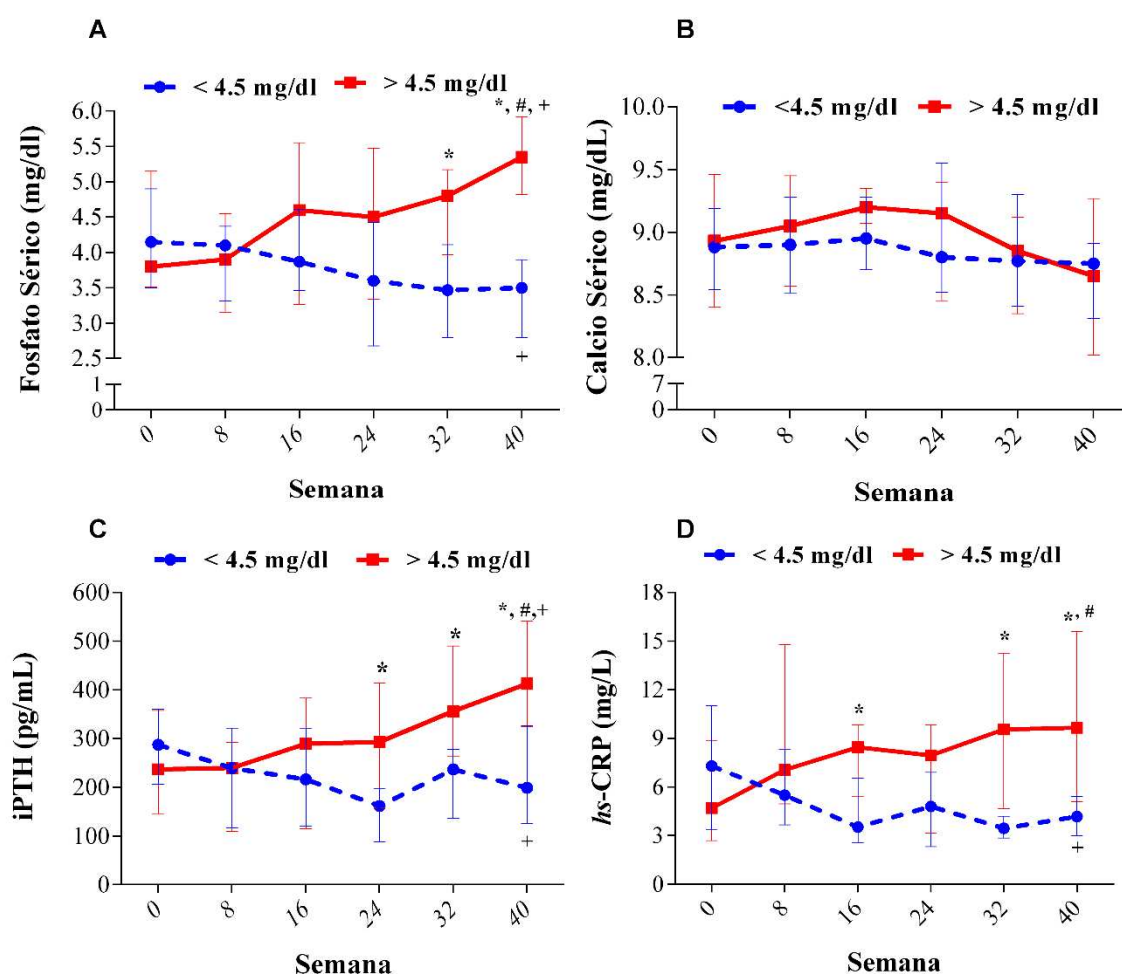 A
< 4.5 mg/dl > 4.5 mg/dl
*, #, +
*
Fosfato Sérico (mg/dl)
6.0
5.5
5.0
4.5
4.0
3.5
3.0
2.5
1
0
+
0 8 16 24 32 40
Semana
B
<4.5 mg/dl > 4.5 mg/dl
Calcio Sérico (mg/dL)
10.0
9.5
9.0
8.5
8.0
7
0
0 8 16 24 32 40
Semana
C
< 4.5 mg/dl > 4.5 mg/dl
*, #,+
*
*
iPTH (pg/mL)
600
500
400
300
200
100
0
+
0 8 16 24 32 40
Semana
D
< 4.5 mg/dl > 4.5 mg/dl
*, #
*
*
hs-CRP (mg/L)
18
15
12
9
6
3
0
+
0 8 16 24 32 40
Semana